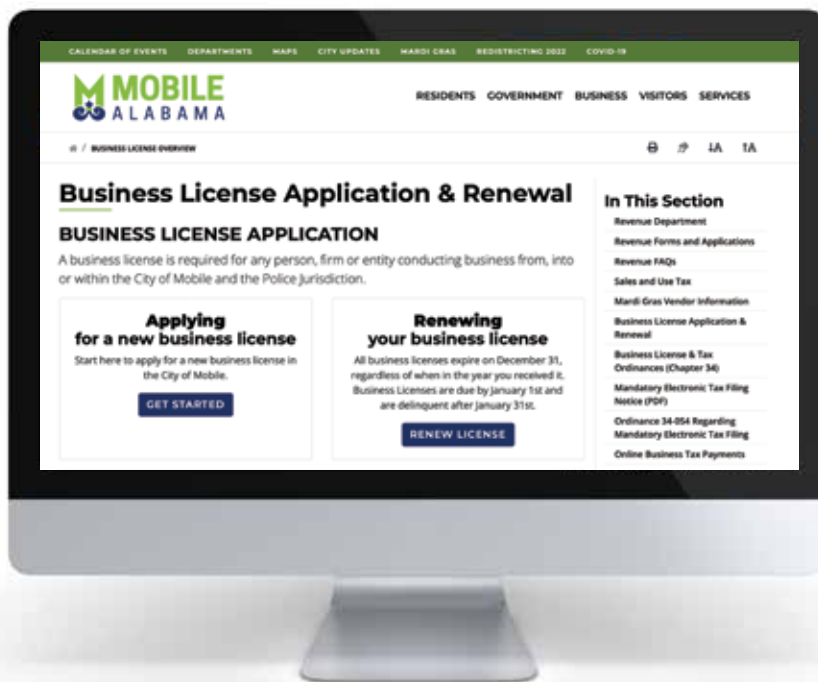 CALENDAR OF EVENTS DEPARTMENTS MAPS CITY UPDATES MARDI GRAS REDISTRICTING 2022 COVID-19
MOBILE
ALABAMA
RESIDENTS GOVERNMENT BUSINESS VISITORS SERVICES
/ BUSINESS LICENSE OVERVIEW
↓A ↑A
Business License Application & Renewal
BUSINESS LICENSE APPLICATION
A business license is required for any person, firm or entity conducting business from, into
or within the City of Mobile and the Police Jurisdiction.
Applying
for a new business license
Start here to apply for a new business license in
the City of Mobile.
GET STARTED
Renewing
your business license
All business licenses expire on December 31,
regardless of when in the year you received it.
Business Licenses are due by January 1st and
are delinquent after January 31st.
RENEW LICENSE
In This Section
Revenue Department
Revenue Forms and Applications
Revenue FAQs
Sales and Use Tax
Mardi Gras Vendor Information
Business License Application &
Renewal
Business License & Tax
Ordinances (Chapter 34)
Mandatory Electronic Tax Filing
Notice (PDF)
Ordinance 34-054 Regarding
Mandatory Electronic Tax Filing
Online Business Tax Payments